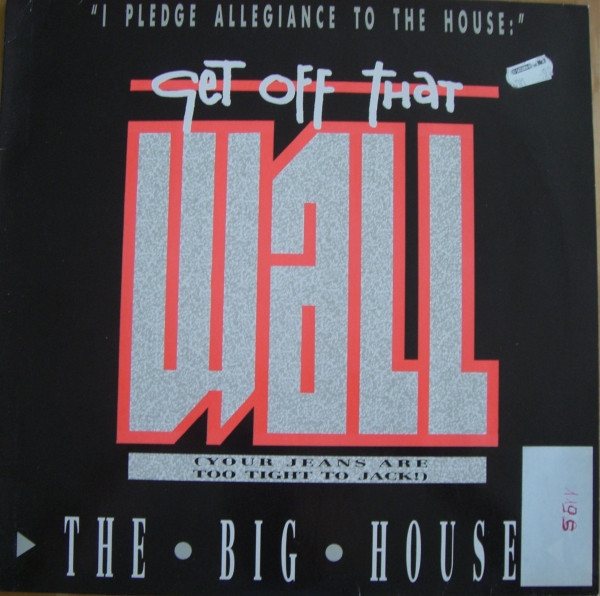 "I PLEDGE ALLEGIANCE TO THE HOUSE:"
get off that
WaLL
(YOUR JEANS ARE
TOO TIGHT TO JACK!)
THE • BIG • HOUSE